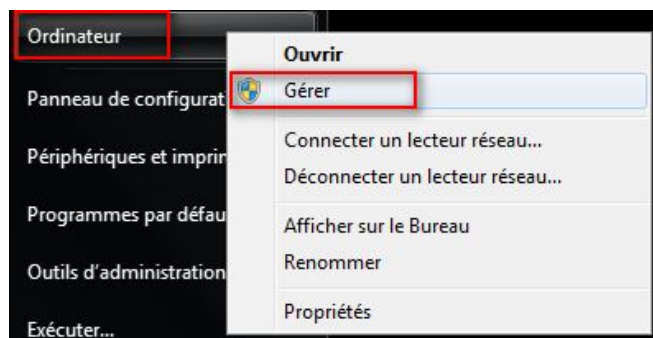 Ordinateur
Panneau de configurat
Périphériques et imprir
Programmes par défau
Outils d'administration
Exécuter...
Ouvrir
Gérer
Connecter un lecteur réseau...
Déconnecter un lecteur réseau...
Afficher sur le Bureau
Renommer
Propriétés